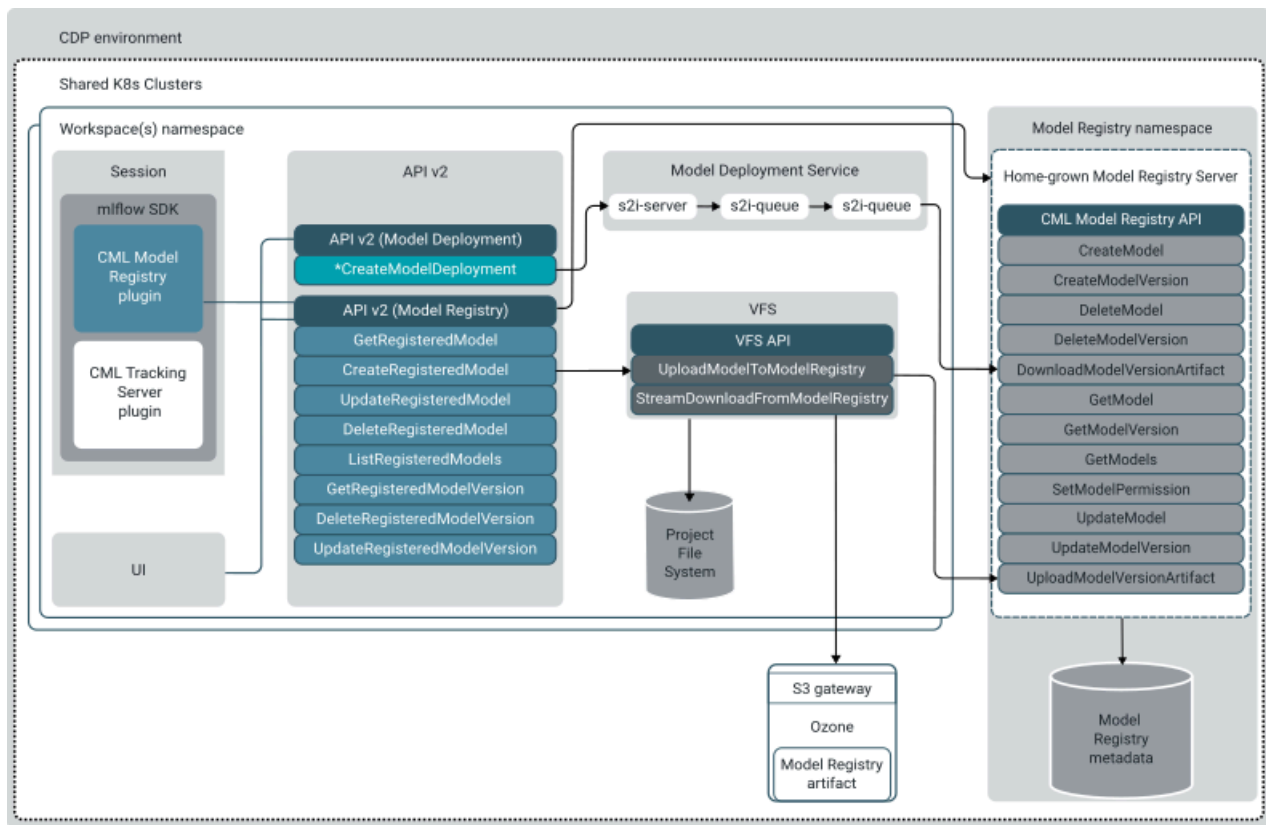 CDP environment
Shared K8s Clusters
Workspace(s) namespace
Session
mlflow SDK
CML Model
Registry
plugin
CML Tracking
Server
plugin
UI
API v2
API v2 (Model Deployment)
*CreateModelDeployment
API v2 (Model Registry)
GetRegisteredModel
CreateRegisteredModel
UpdateRegisteredModel
DeleteRegisteredModel
ListRegisteredModels
GetRegisteredModelVersion
DeleteRegisteredModelVersion
UpdateRegisteredModelVersion
Model Deployment Service
s2i-server
s2i-queue
s2i-queue
VFS
VFS API
UploadModelToModelRegistry
StreamDownloadFromModelRegistry
Project
File
System
S3 gateway
Ozone
Model Registry
artifact
Model Registry namespace
Home-grown Model Registry Server
CML Model Registry API
CreateModel
CreateModelVersion
DeleteModel
DeleteModelVersion
DownloadModelVersionArtifact
GetModel
GetModelVersion
GetModels
SetModelPermission
UpdateModel
UpdateModelVersion
UploadModelVersionArtifact
Model
Registry
metadata